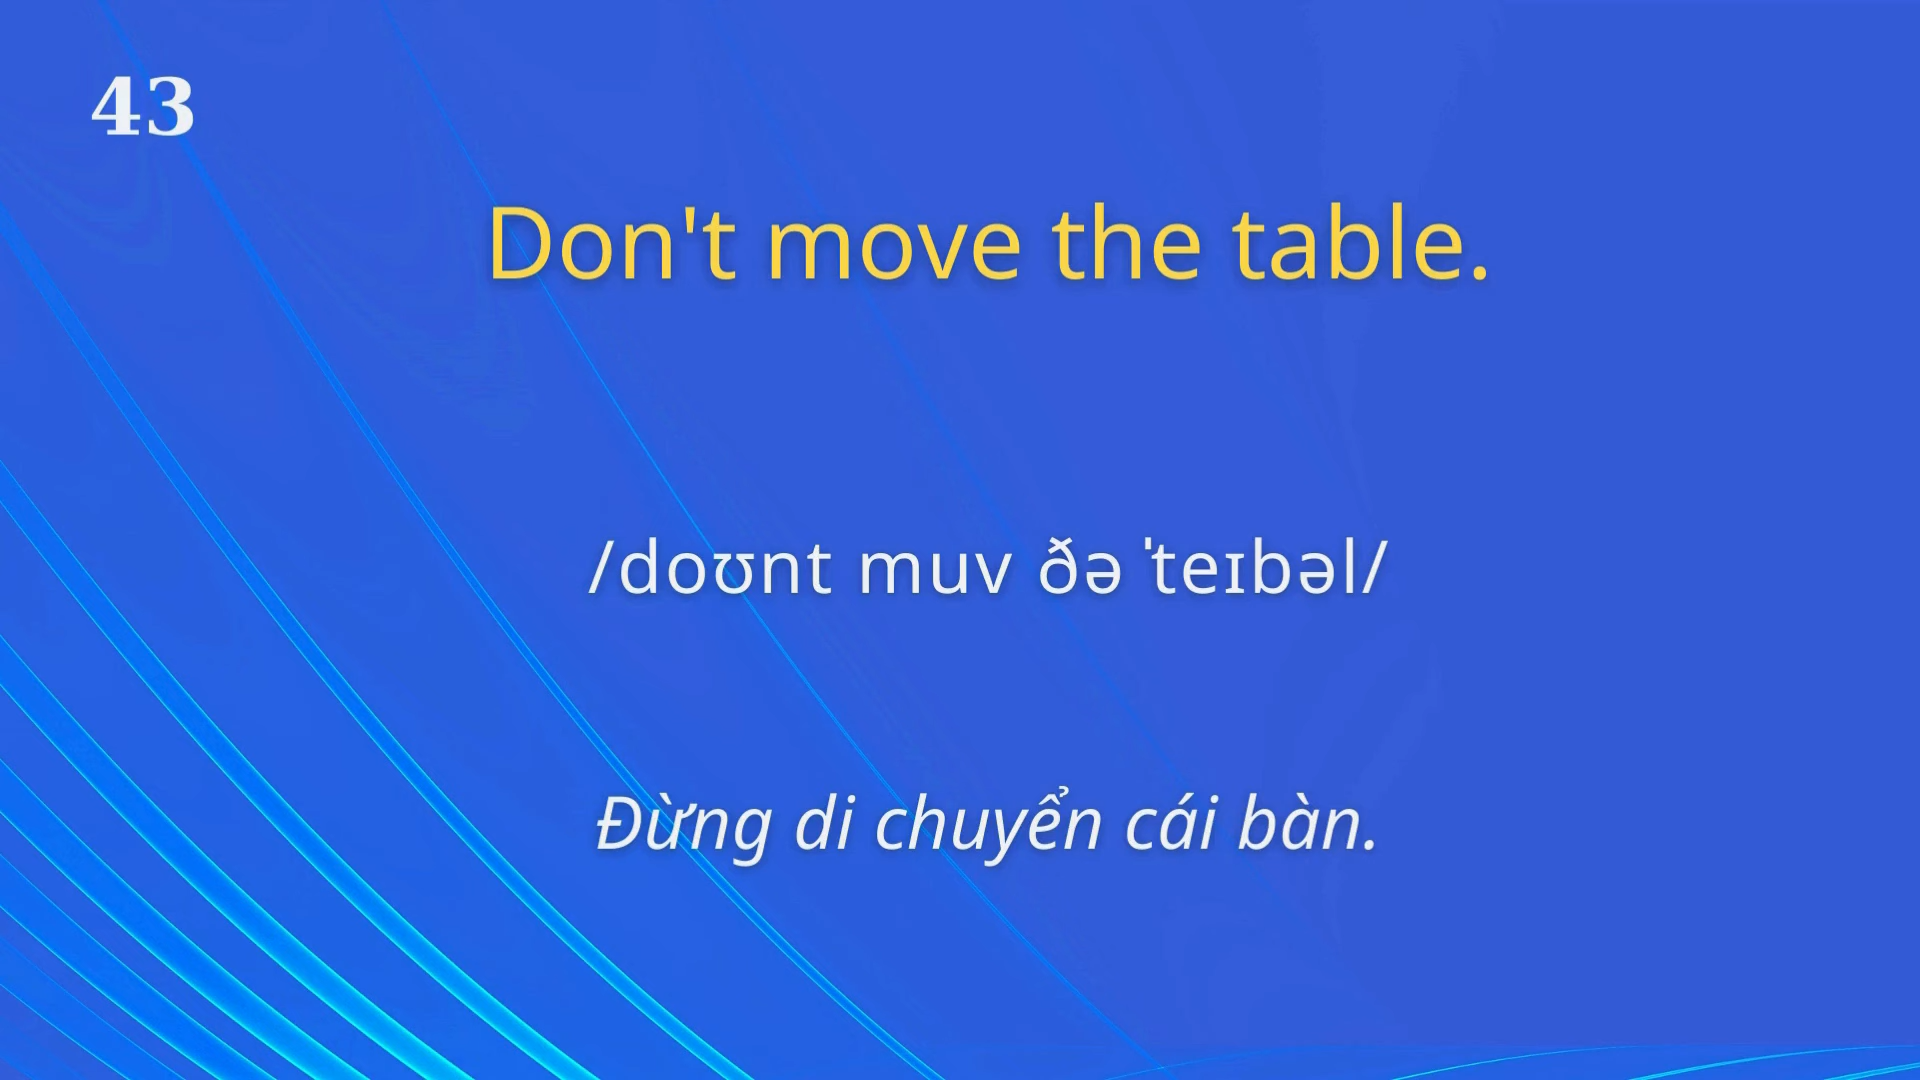 43
Don't move the table.
/doʊnt muv ðə ˈteɪbəl/
Đừng di chuyển cái bàn.